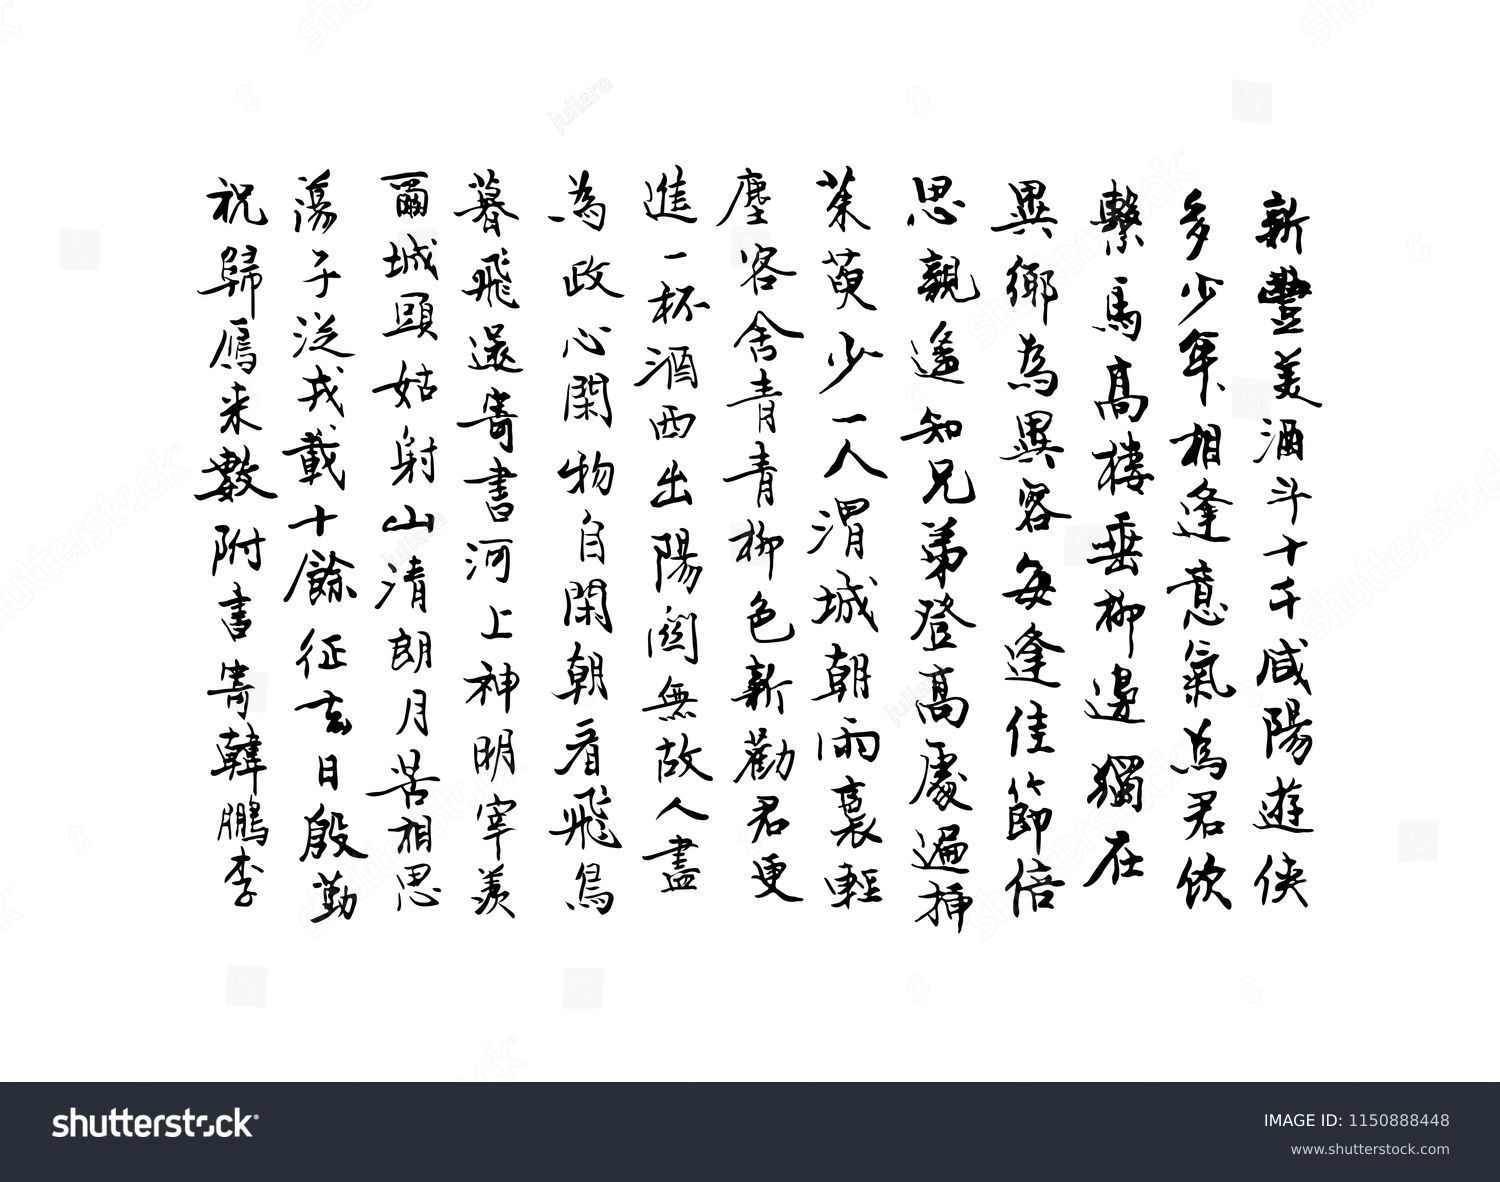 新豐美酒斗十千咸陽遊俠
多少年相逢意氣為君飲
繫馬高樓垂柳邊獨在
異鄉為異客每逢佳節倍
思親遙知兄弟登高處遍插
茱萸少一人渭城朝雨裛輕
塵客舍青青柳色新勸君更
進一杯酒西出陽關無故人盡
為政心閑物自閑朝看飛鳥
暮飛還寄書河上神明宰羨
爾城頭姑射山清朗月苦相思
蕩子從戎載十餘征去日殷勤
祝歸雁來數附書寄韓鵬李
shutterstock
IMAGE ID: 1150888448
www.shutterstock.com